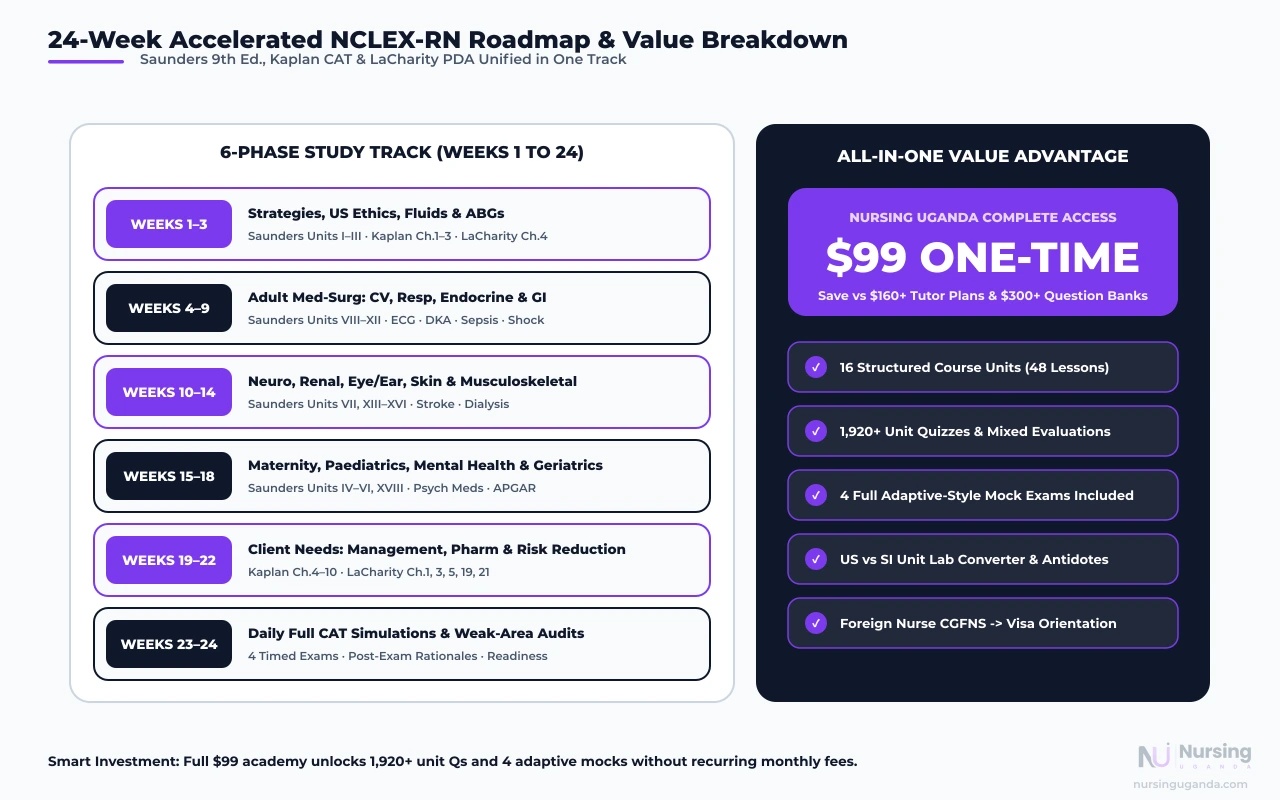 24-Week Accelerated NCLEX-RN Roadmap & Value Breakdown
Saunders 9th Ed., Kaplan CAT & LaCharity PDA Unified in One Track
6-PHASE STUDY TRACK (WEEKS 1 TO 24)
WEEKS 1–3
Strategies, US Ethics, Fluids & ABGs
Saunders Units I–III · Kaplan Ch.1–3 · LaCharity Ch.4
WEEKS 4–9
Adult Med-Surg: CV, Resp, Endocrine & GI
Saunders Units VIII–XII · ECG · DKA · Sepsis · Shock
WEEKS 10–14
Neuro, Renal, Eye/Ear, Skin & Musculoskeletal
Saunders Units VII, XIII–XVI · Stroke · Dialysis
WEEKS 15–18
Maternity, Paediatrics, Mental Health & Geriatrics
Saunders Units IV–VI, XVIII · Psych Meds · APGAR
WEEKS 19–22
Client Needs: Management, Pharm & Risk Reduction
Kaplan Ch.4–10 · LaCharity Ch.1, 3, 5, 19, 21
WEEKS 23–24
Daily Full CAT Simulations & Weak-Area Audits
4 Timed Exams · Post-Exam Rationales · Readiness
ALL-IN-ONE VALUE ADVANTAGE
NURSING UGANDA COMPLETE ACCESS
$99 ONE-TIME
Save vs $160+ Tutor Plans & $300+ Question Banks
✓ 16 Structured Course Units (48 Lessons)
✓ 1,920+ Unit Quizzes & Mixed Evaluations
✓ 4 Full Adaptive-Style Mock Exams Included
✓ US vs SI Unit Lab Converter & Antidotes
✓ Foreign Nurse CGFNS -> Visa Orientation
Smart Investment: Full $99 academy unlocks 1,920+ unit Qs and 4 adaptive mocks without recurring monthly fees.
NU Nursing
UGANDA
nursinguganda.com